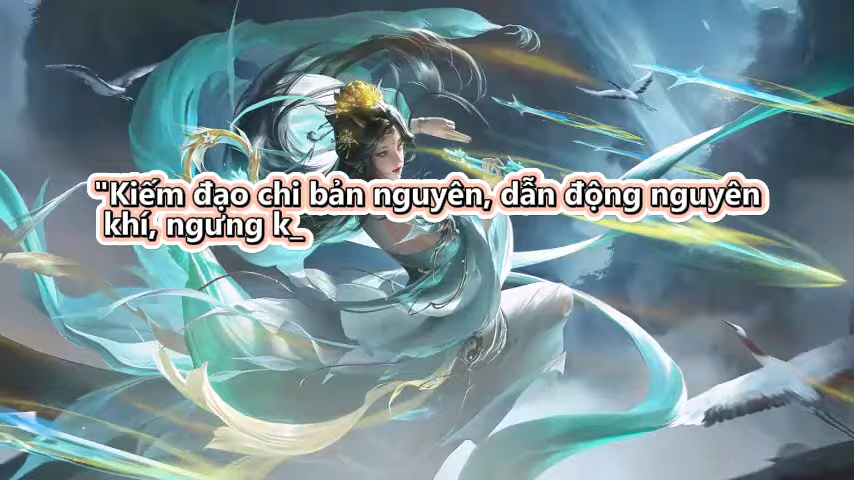 "Kiếm đạo chi bản nguyên, dẫn động nguyên
khí, ngưng k_